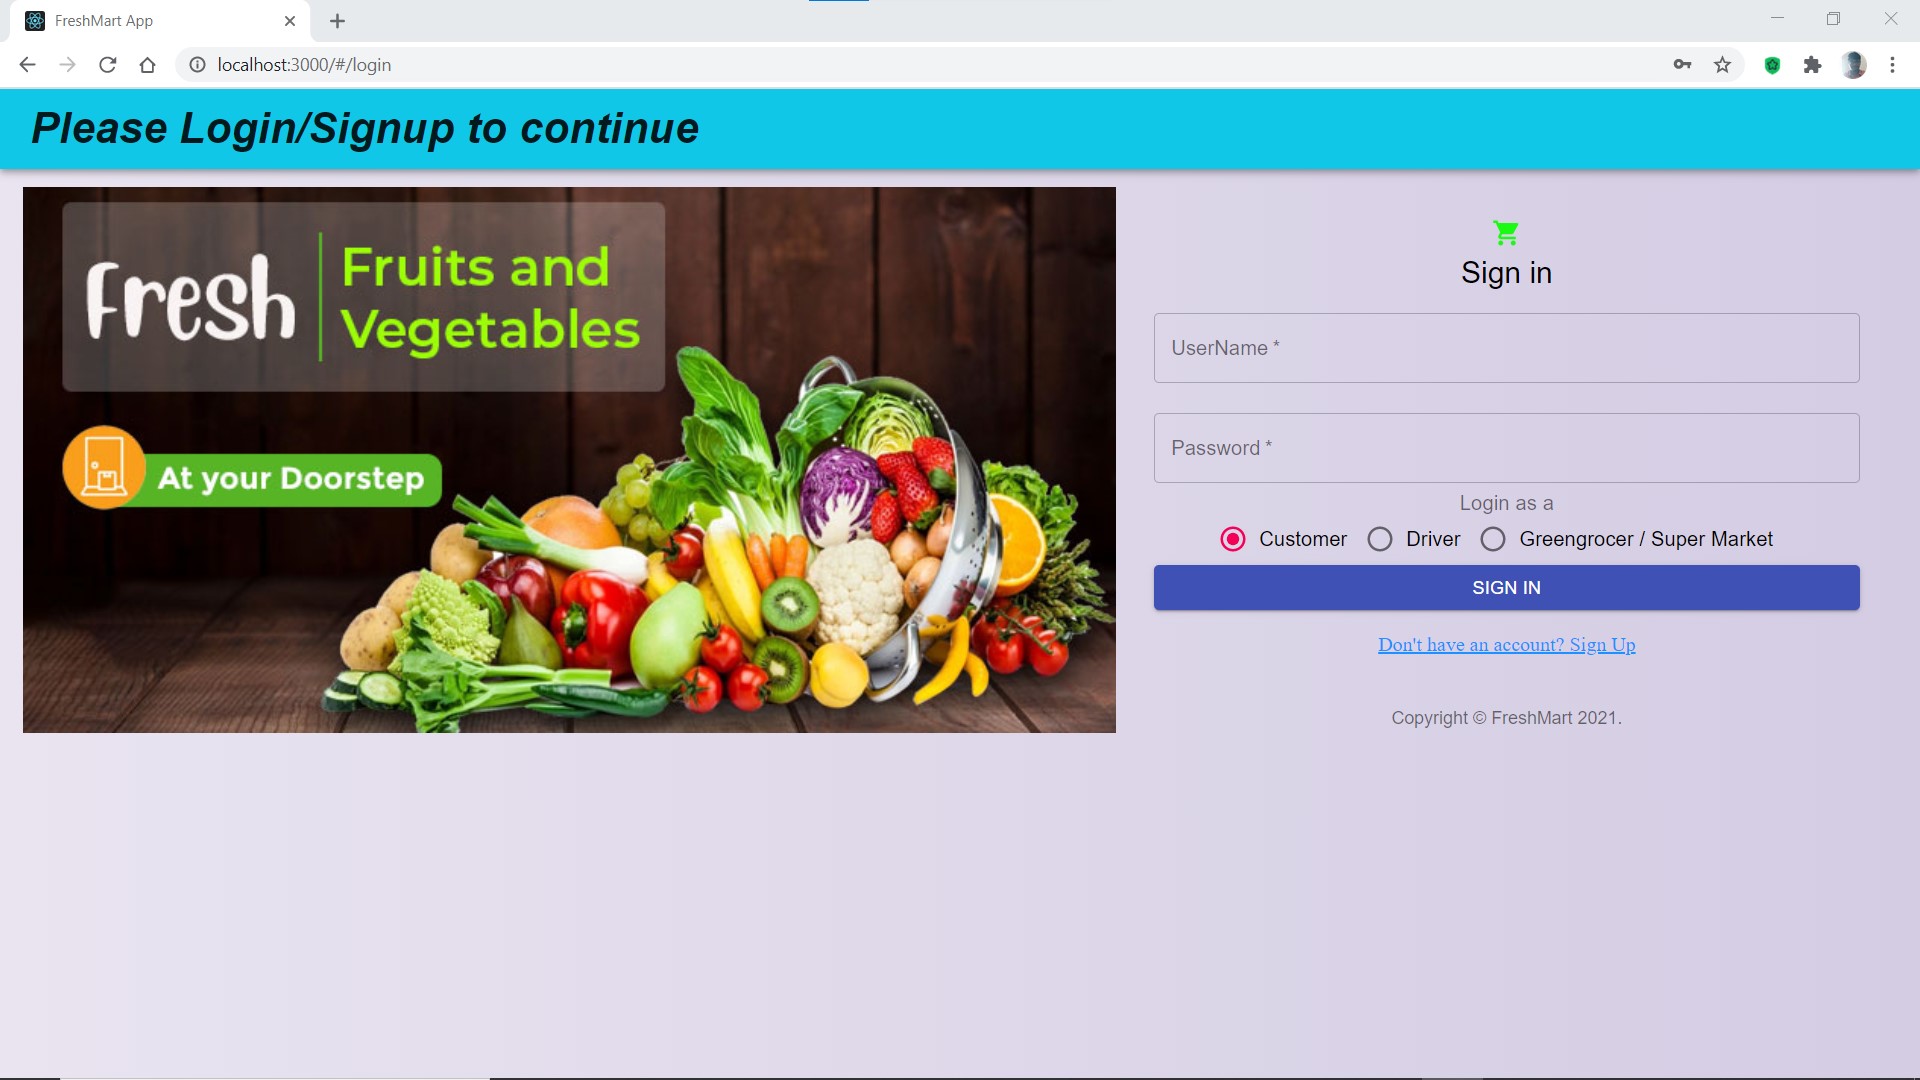 FreshMart App
localhost:3000/#/login
Please Login/Signup to continue
Fresh
Fruits and
Vegetables
At your Doorstep
Sign in
UserName *
Password *
Login as a
Customer
Driver
Greengrocer / Super Market
SIGN IN
Don't have an account? Sign Up
Copyright © FreshMart 2021.